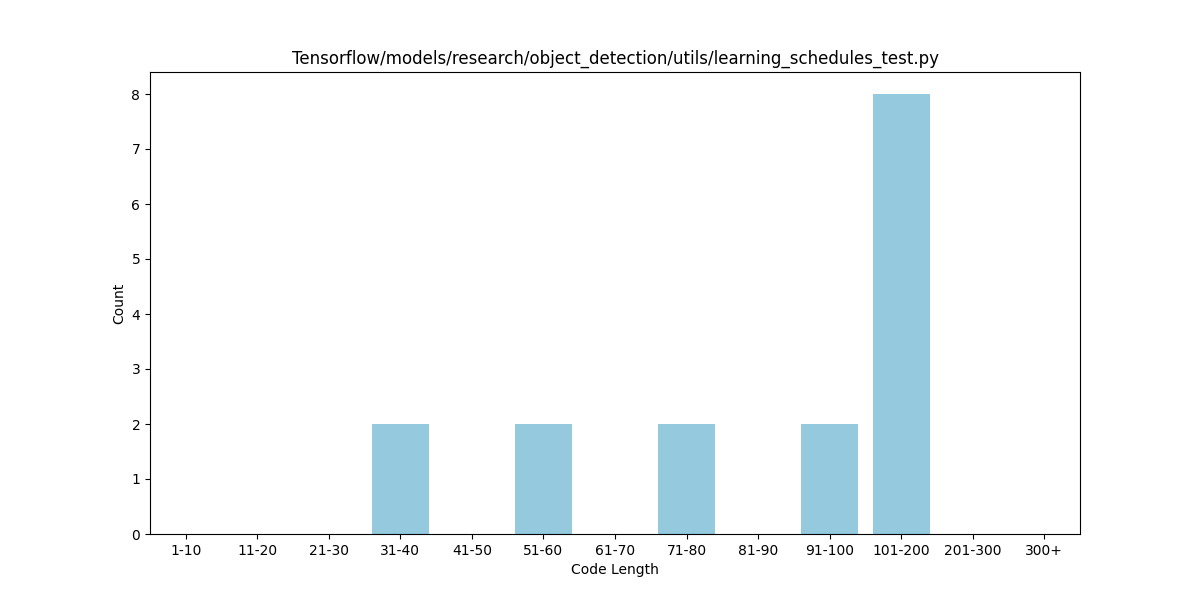 Tensorflow/models/research/object_detection/utils/learning_schedules_test.py
8
7
6
5
4
3
2
1
0
Count
1-10 11-20 21-30 31-40 41-50 51-60 61-70 71-80 81-90 91-100 101-200 201-300 300+
Code Length